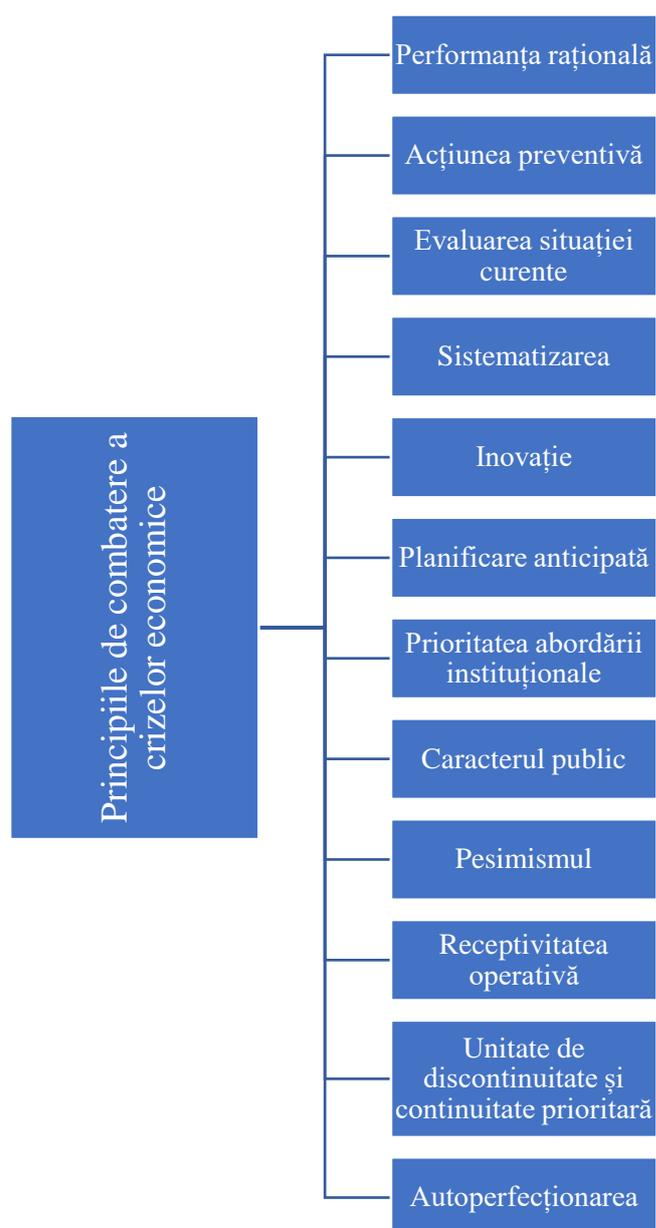 Principiile de combatere a
crizelor economice
Performanța rațională
Acțiunea preventivă
Evaluarea situației
curente
Sistematizarea
Inovație
Planificare anticipată
Prioritatea abordării
instituționale
Caracterul public
Pesimismul
Receptivitatea
operativă
Unitate de
discontinuitate și
continuitate prioritară
Autoperfecționarea